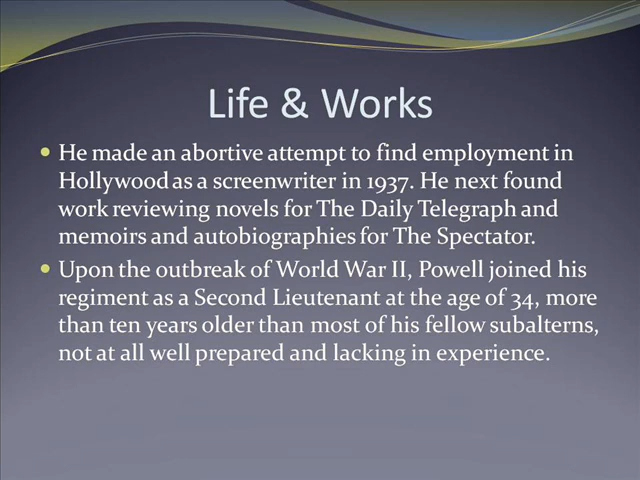 Life & Works
• He made an abortive attempt to find employment in
Hollywood as a screenwriter in 1937. He next found
work reviewing novels for The Daily Telegraph and
memoirs and autobiographies for The Spectator.
• Upon the outbreak of World War II, Powell joined his
regiment as a Second Lieutenant at the age of 34, more
than ten years older than most of his fellow subalterns,
not at all well prepared and lacking in experience.